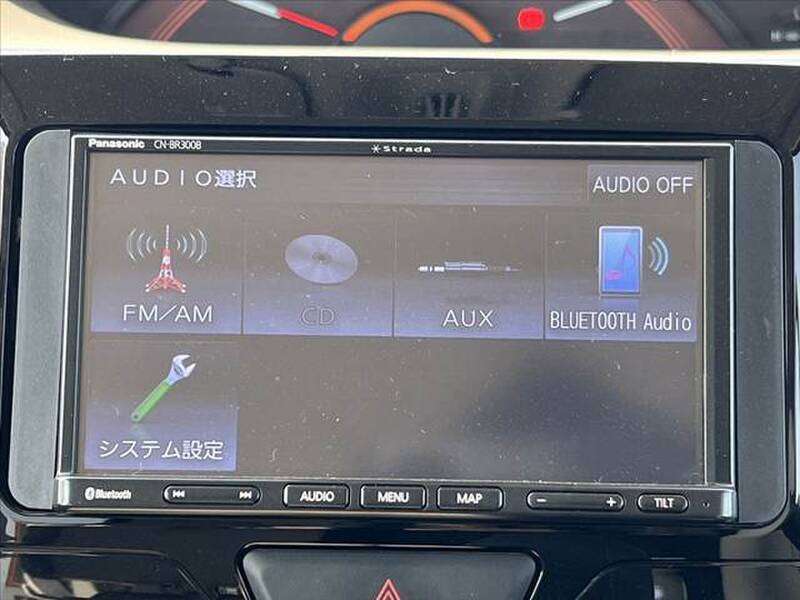 Panasonic CN-BR300B
Strada
AUDIO選択
AUDIO OFF
FM/AM
CD
AUX
BLUETOOTH Audio
システム設定
Bluetooth
AUDIO
MENU
MAP
− +
TILT